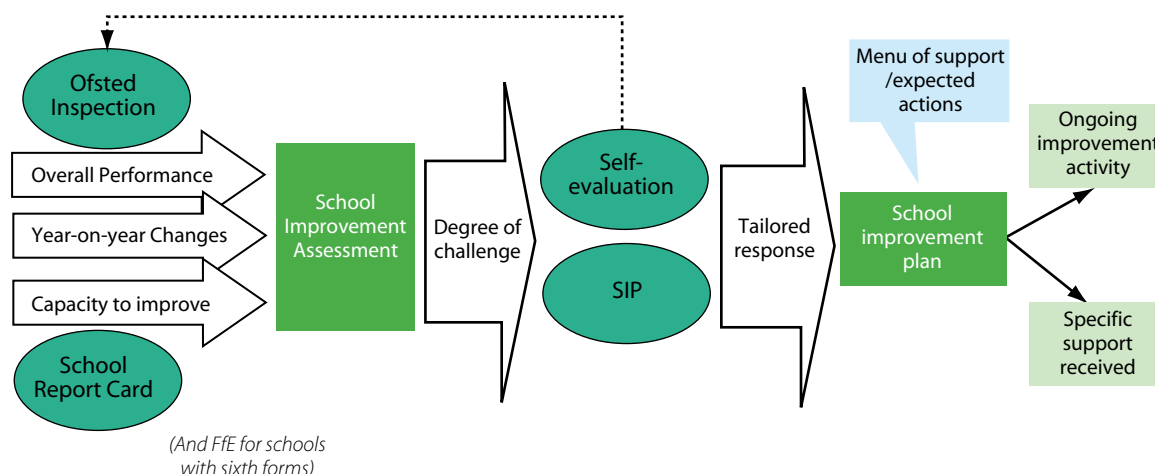 Ofsted
Inspection
Overall Performance
Year-on-year Changes
Capacity to improve
School
Report Card
(And FfE for schools
with sixth forms)
School
Improvement
Assessment
Degree of
challenge
Self-
evaluation
SIP
Tailored
response
Menu of support
/expected
actions
School
improvement
plan
Ongoing
improvement
activity
Specific
support
received